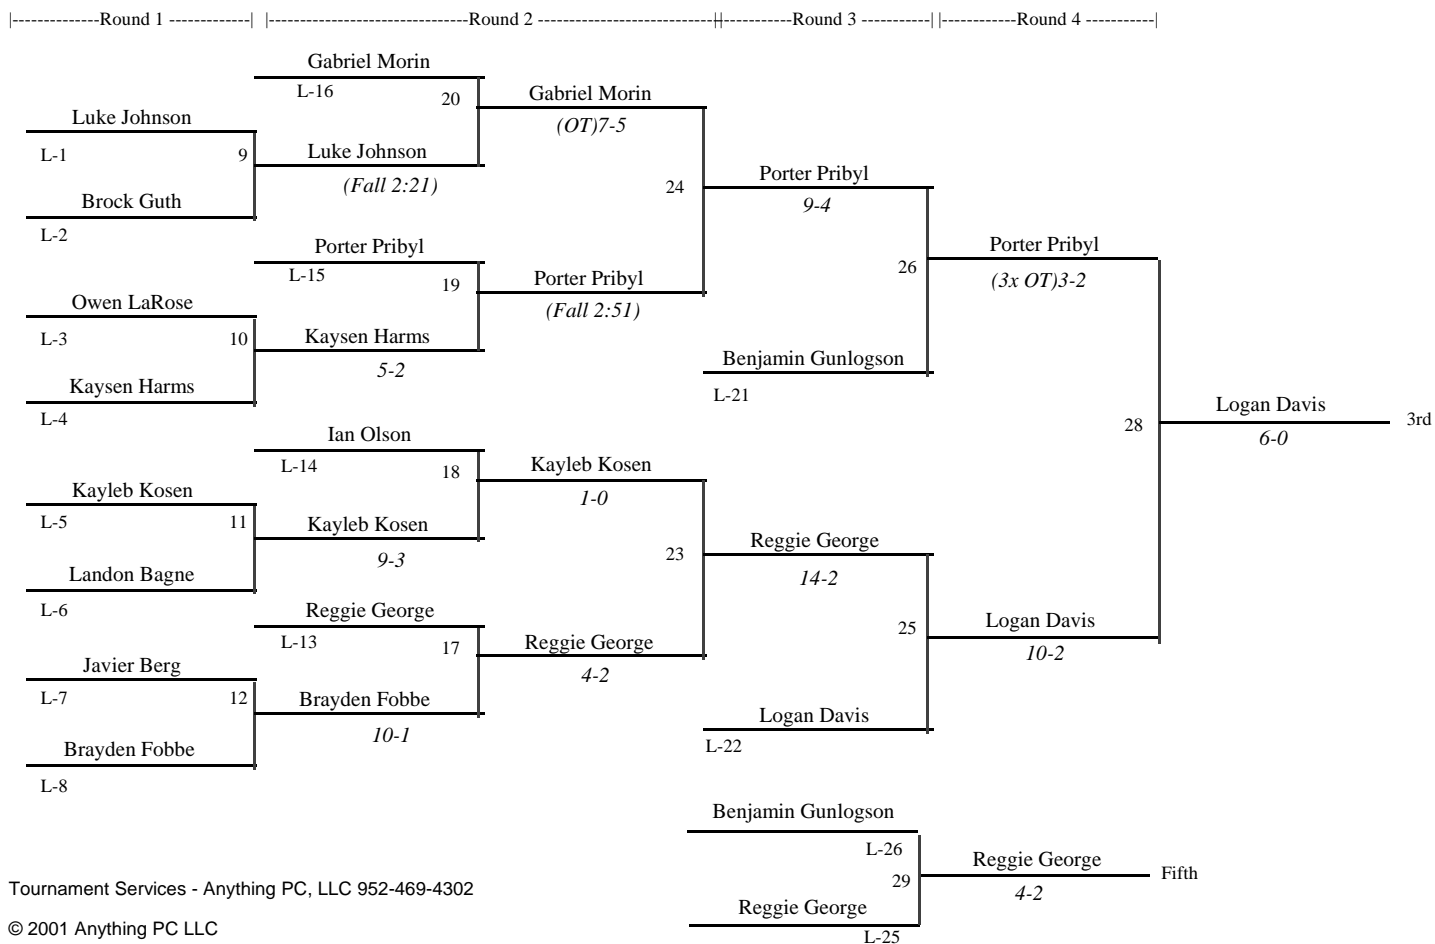 |-------------Round 1 -------------|
|-----------------------------Round 2 --------------------------|
|------------Round 3 -----------|
|------------Round 4 -----------|
Gabriel Morin
L-16
20
Gabriel Morin
(OT)7-5
Luke Johnson
L-1
9
Luke Johnson
(Fall 2:21)
Brock Guth
L-2
24
Porter Pribyl
9-4
Porter Pribyl
L-15
19
Porter Pribyl
(Fall 2:51)
26
Porter Pribyl
(3x OT)3-2
Owen LaRose
L-3
10
Kaysen Harms
5-2
Kaysen Harms
L-4
Benjamin Gunlogson
L-21
28
Logan Davis
6-0
3rd
Ian Olson
L-14
18
Kayleb Kosen
1-0
Kayleb Kosen
L-5
11
Kayleb Kosen
9-3
Landon Bagne
L-6
23
Reggie George
14-2
Reggie George
L-13
17
Reggie George
4-2
25
Logan Davis
10-2
Javier Berg
L-7
12
Brayden Fobbe
10-1
Brayden Fobbe
L-8
Logan Davis
L-22
Benjamin Gunlogson
L-26
29
Reggie George
4-2
Fifth
Reggie George
L-25
Tournament Services - Anything PC, LLC 952-469-4302
© 2001 Anything PC LLC